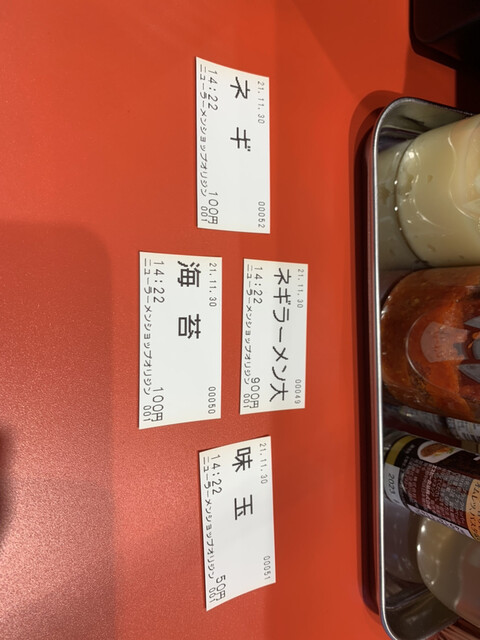 21.11.30
00052
ネギ
14:22
100円
ニューラーメンショップオリジン
001
21.11.30
00049
ネギラーメン大
14:22
900円
ニューラーメンショップオリジン
001
21.11.30
00050
海苔
14:22
100円
ニューラーメンショップオリジン
001
21.11.30
00051
味玉
14:22
50円
ニューラーメンショップオリジン
001